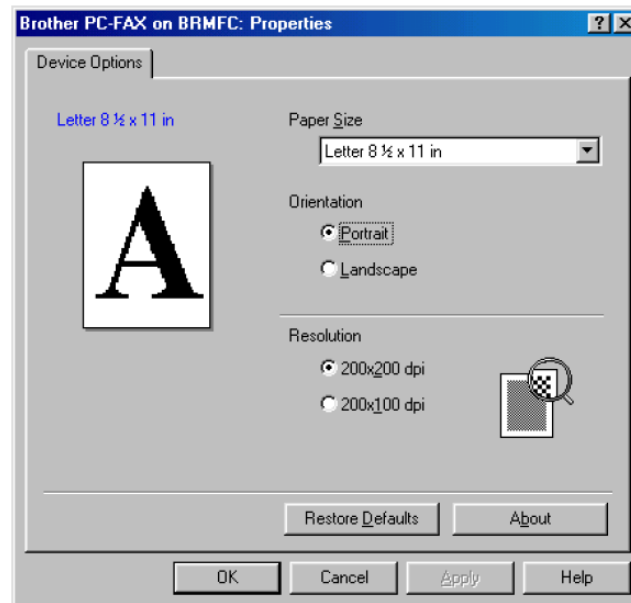 Brother PC-FAX on BRMFC: Properties
Device Options
Letter 8 ½ x 11 in
A
Paper Size
Letter 8 ½ x 11 in
Orientation
Portrait
Landscape
Resolution
200x200 dpi
200x100 dpi
Restore Defaults About
OK Cancel Apply Help